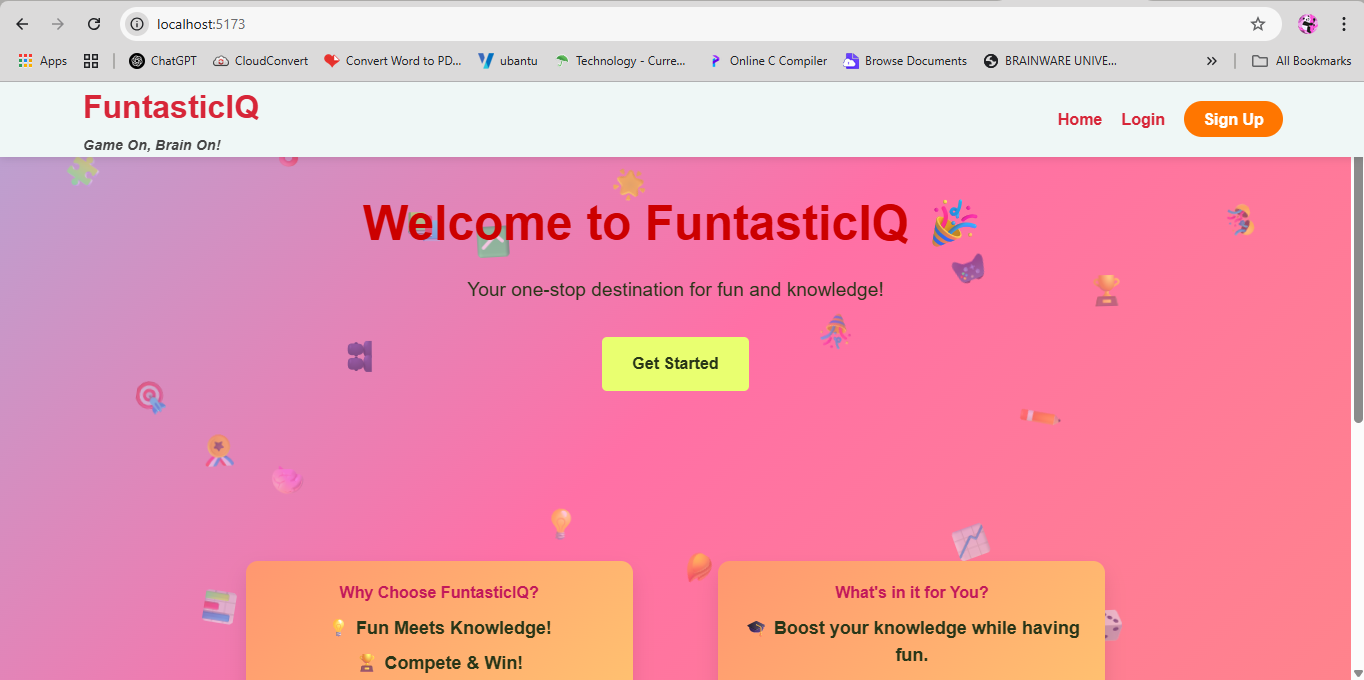 localhost:5173
Apps
ChatGPT
CloudConvert
Convert Word to PD...
ubantu
Technology - Curre...
Online C Compiler
Browse Documents
BRAINWARE UNIVE...
»
All Bookmarks
FuntasticIQ
Game On, Brain On!
Home
Login
Sign Up
Welcome to FuntasticIQ 🎉
Your one-stop destination for fun and knowledge!
Get Started
Why Choose FuntasticIQ?
💡 Fun Meets Knowledge!
🏆 Compete & Win!
What's in it for You?
🎓 Boost your knowledge while having
fun.